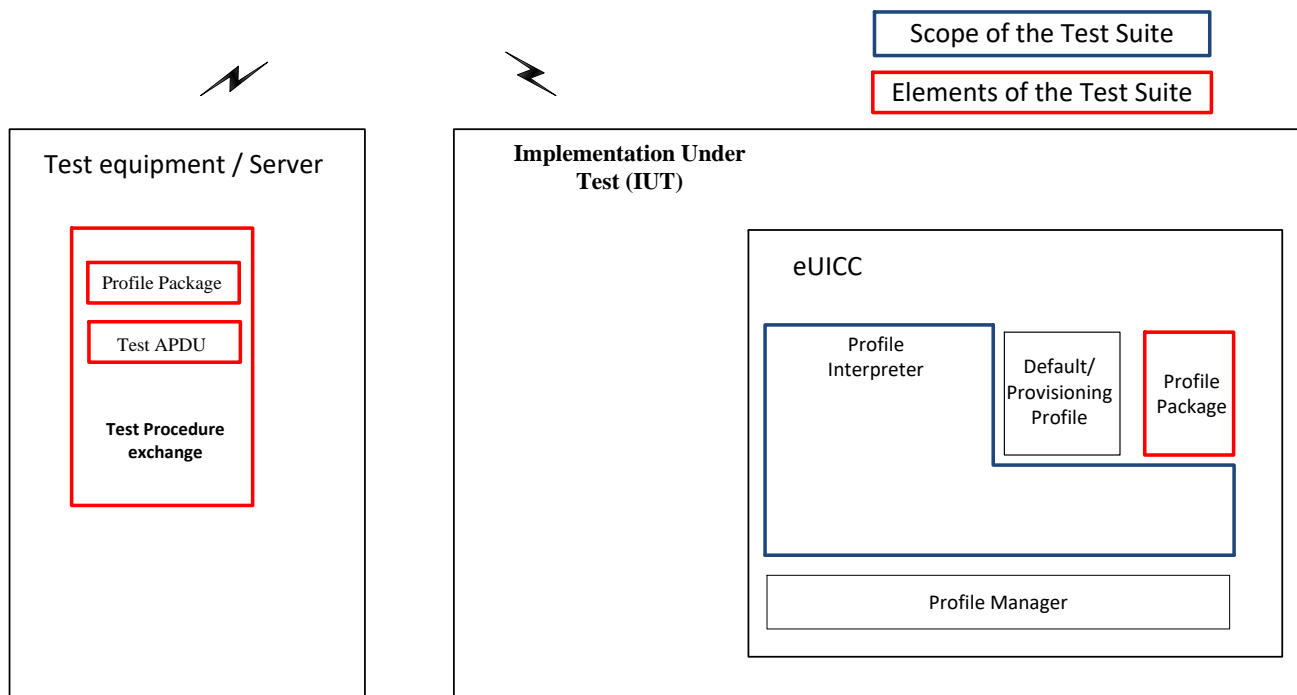 Scope of the Test Suite
Elements of the Test Suite
Test equipment / Server
Profile Package
Test APDU
Test Procedure
exchange
Implementation Under
Test (IUT)
eUICC
Profile
Interpreter
Default/
Provisioning
Profile
Profile
Package
Profile Manager